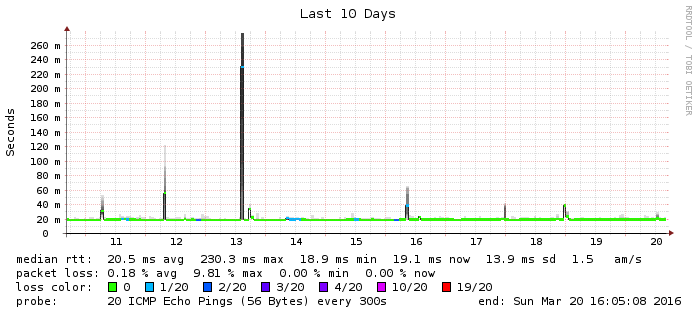 Last 10 Days
RRDTOOL / TOBI OETIKER
Seconds
260 m
240 m
220 m
200 m
180 m
160 m
140 m
120 m
100 m
80 m
60 m
40 m
20 m
0
11 12 13 14 15 16 17 18 19 20
median rtt: 20.5 ms avg 230.3 ms max 18.9 ms min 19.1 ms now 13.9 ms sd 1.5 am/s
packet loss: 0.18 % avg 9.81 % max 0.00 % min 0.00 % now
loss color: 0 1/20 2/20 3/20 4/20 10/20 19/20
probe: 20 ICMP Echo Pings (56 Bytes) every 300s end: Sun Mar 20 16:05:08 2016